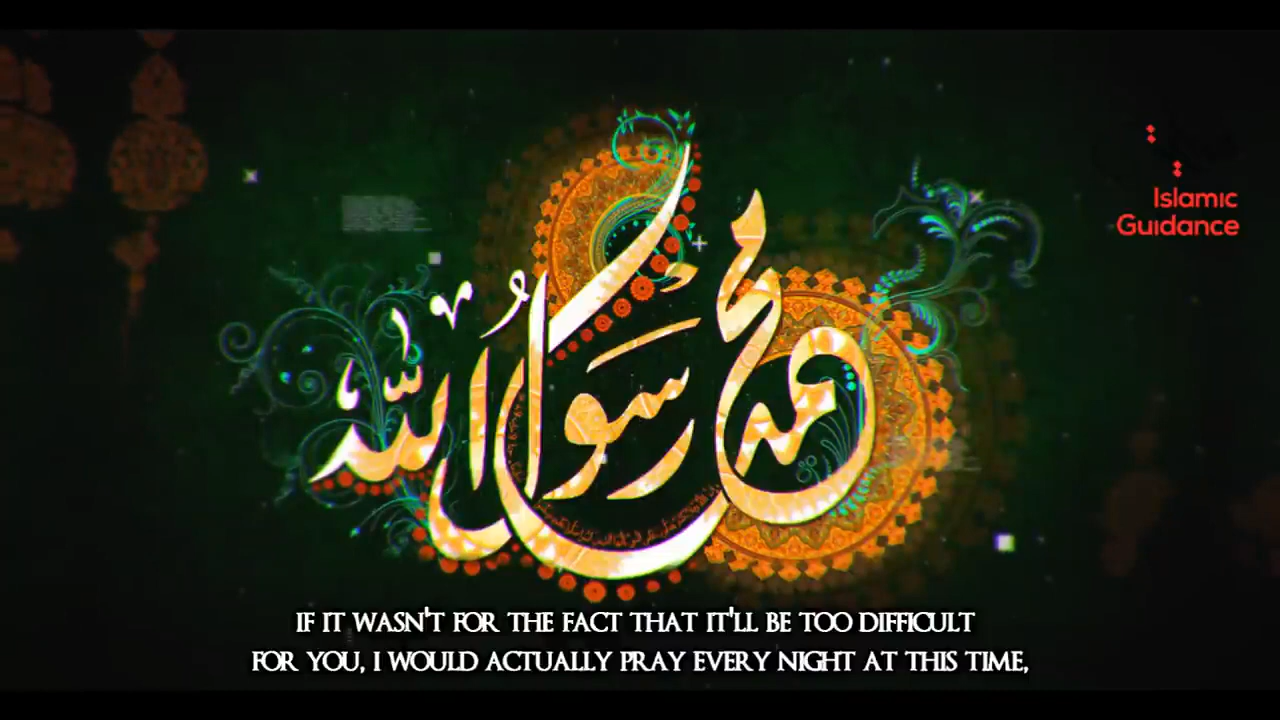 محمد رسول الله
Islamic
Guidance
IF IT WASN'T FOR THE FACT THAT IT'LL BE TOO DIFFICULT
FOR YOU, I WOULD ACTUALLY PRAY EVERY NIGHT AT THIS TIME,